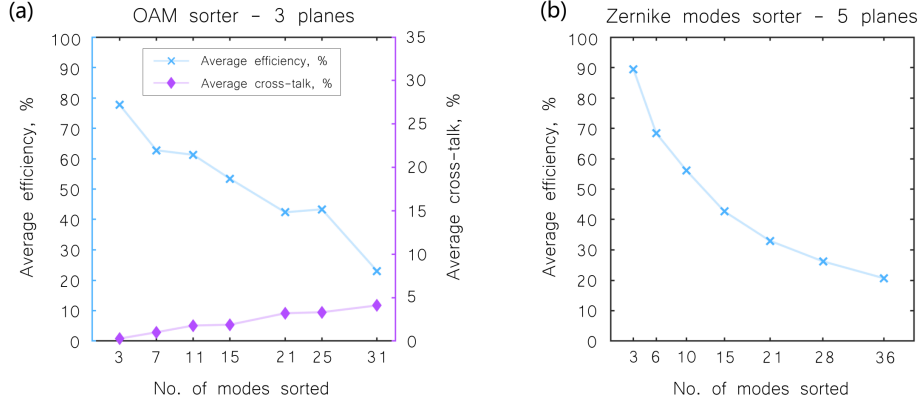 (a)
OAM sorter - 3 planes
100
90
80
70
60
50
40
30
20
10
0
Average efficiency, %
Average efficiency, %
Average cross-talk, %
35
30
25
20
15
10
5
0
Average cross-talk, %
3 7 11 15 21 25 31
No. of modes sorted
(b)
Zernike modes sorter - 5 planes
100
90
80
70
60
50
40
30
20
10
0
Average efficiency, %
3 6 10 15 21 28 36
No. of modes sorted